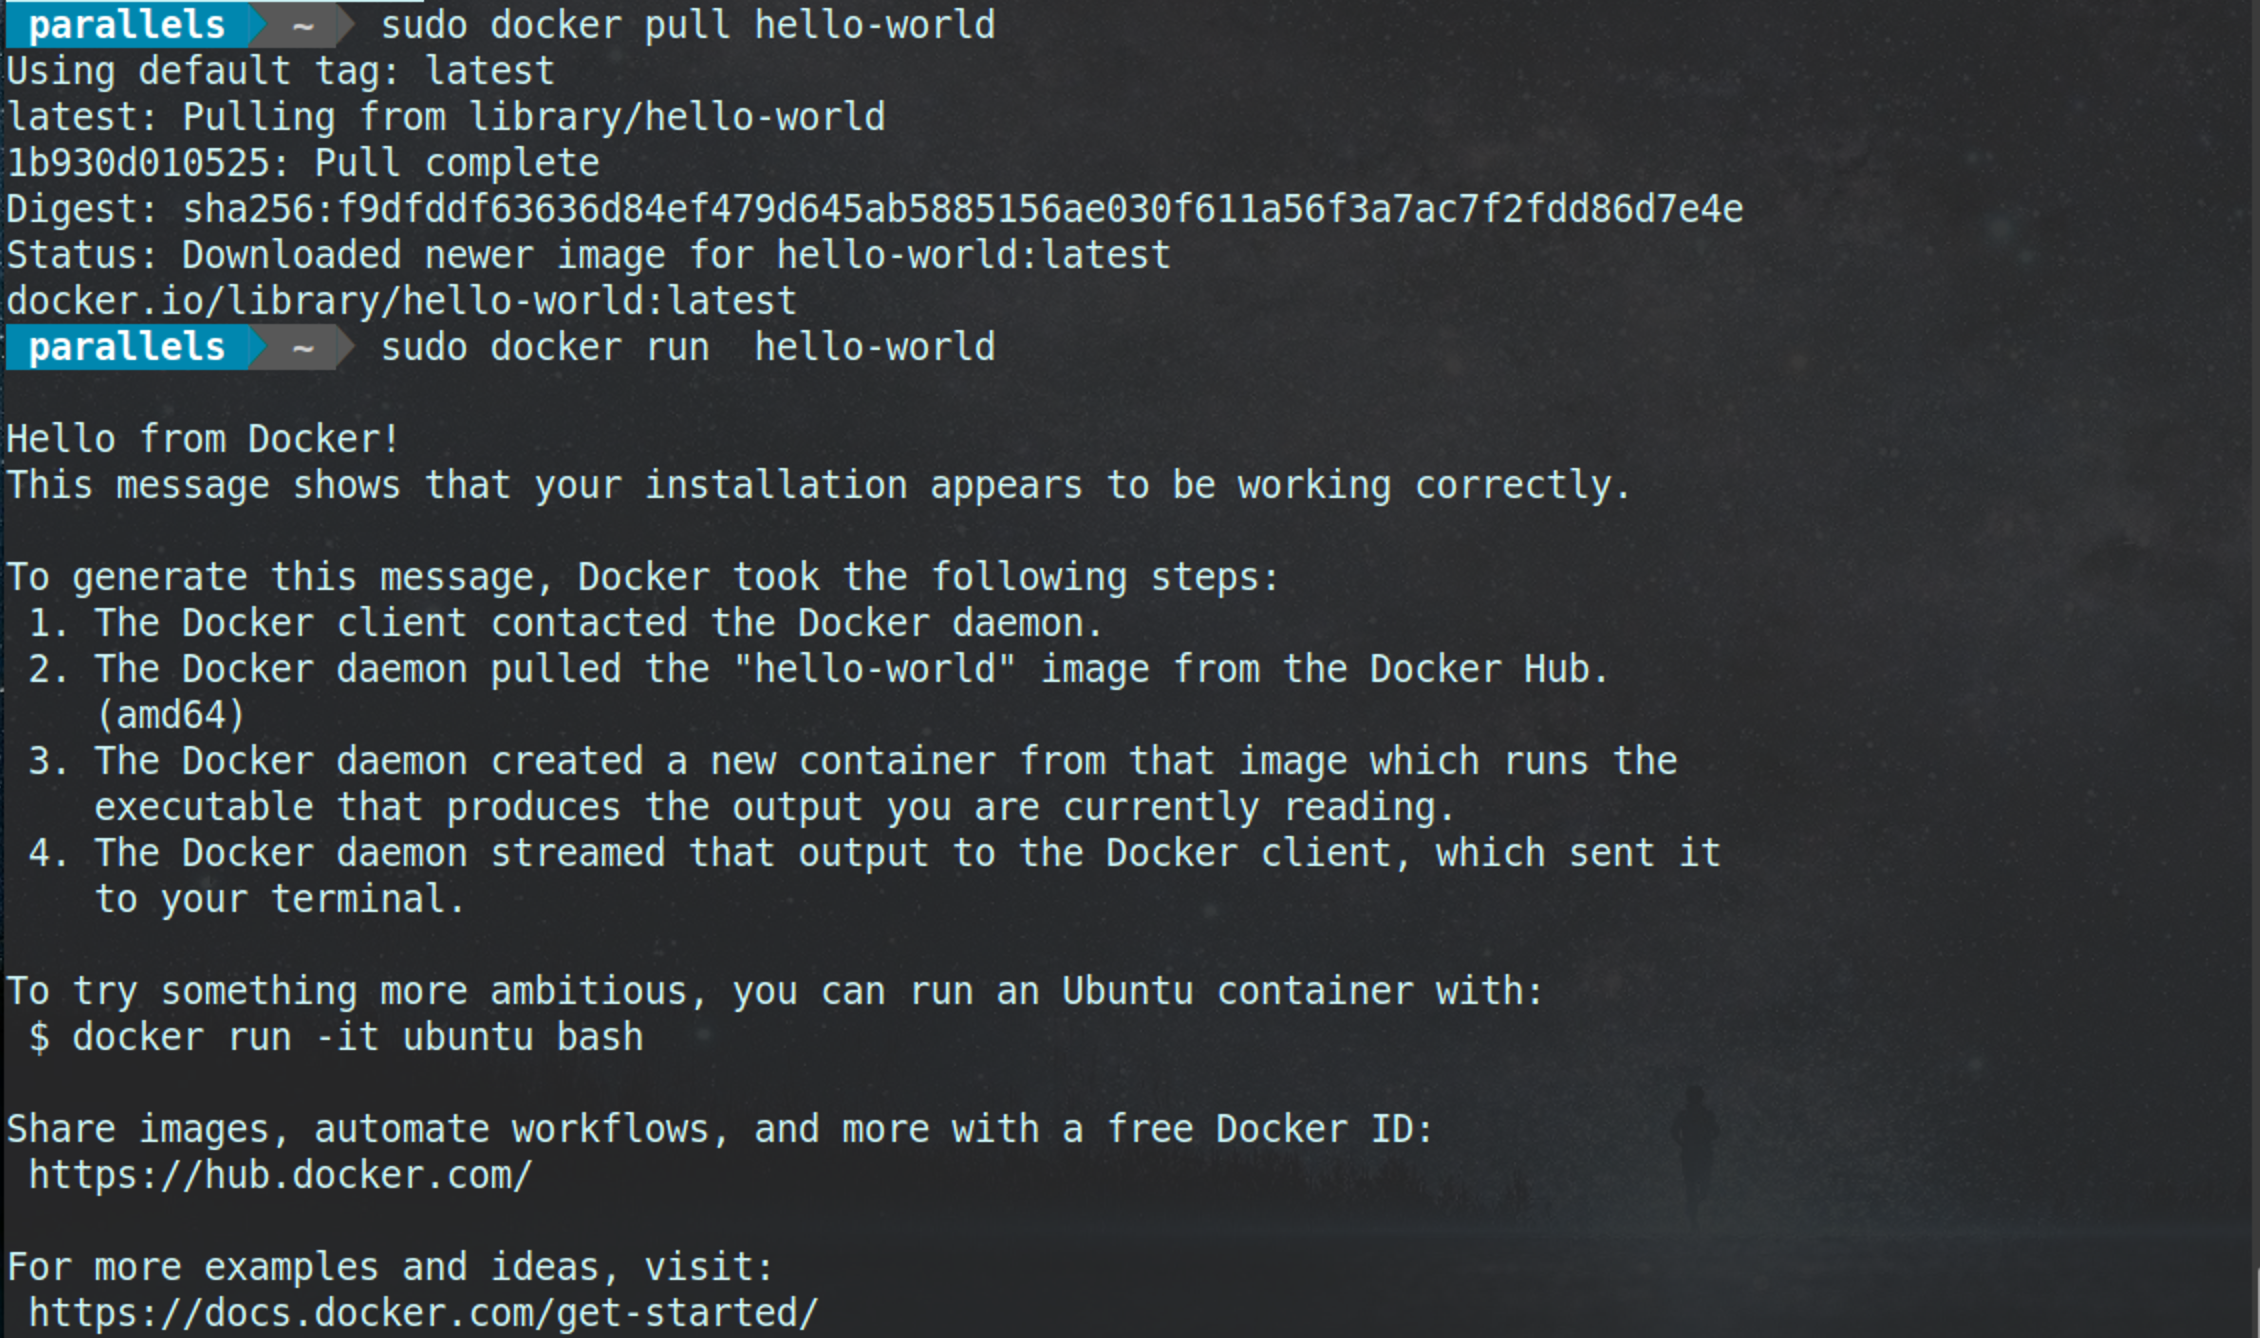 parallels ~ sudo docker pull hello-world
Using default tag: latest
latest: Pulling from library/hello-world
1b930d010525: Pull complete
Digest: sha256:f9dfddf63636d84ef479d645ab5885156ae030f611a56f3a7ac7f2fdd86d7e4e
Status: Downloaded newer image for hello-world:latest
docker.io/library/hello-world:latest
parallels ~ sudo docker run  hello-world

Hello from Docker!
This message shows that your installation appears to be working correctly.

To generate this message, Docker took the following steps:
 1. The Docker client contacted the Docker daemon.
 2. The Docker daemon pulled the "hello-world" image from the Docker Hub.
    (amd64)
 3. The Docker daemon created a new container from that image which runs the
    executable that produces the output you are currently reading.
 4. The Docker daemon streamed that output to the Docker client, which sent it
    to your terminal.

To try something more ambitious, you can run an Ubuntu container with:
 $ docker run -it ubuntu bash

Share images, automate workflows, and more with a free Docker ID:
 https://hub.docker.com/

For more examples and ideas, visit:
 https://docs.docker.com/get-started/